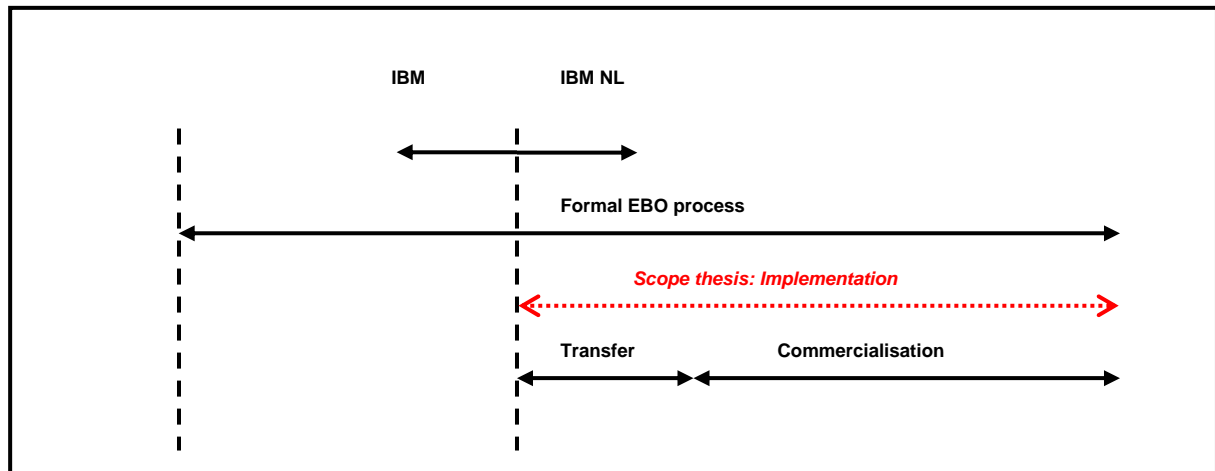 IBM IBM NL
Formal EBO process
Scope thesis: Implementation
Transfer Commercialisation